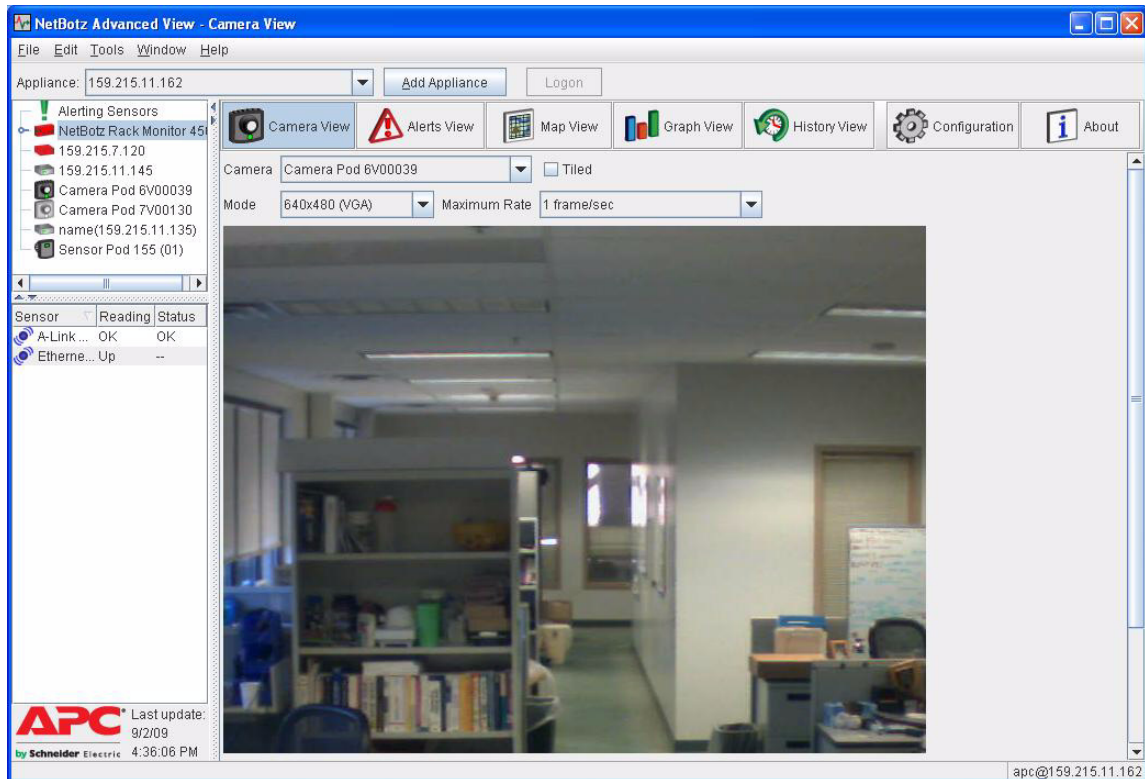 NetBotz Advanced View - Camera View
File Edit Tools Window Help
Appliance: 159.215.11.162 Add Appliance Logon
Alerting Sensors
NetBotz Rack Monitor 45
159.215.7.120
159.215.11.145
Camera Pod 6V00039
Camera Pod 7V00130
name(159.215.11.135)
Sensor Pod 155 (01)
Sensor Reading Status
A-Link ... OK OK
Etherne... Up --
APC
by Schneider Electric
Last update:
9/2/09
4:36:06 PM
Camera View Alerts View Map View Graph View History View Configuration About
Camera Camera Pod 6V00039 Tiled
Mode 640x480 (VGA) Maximum Rate 1 frame/sec
apc@159.215.11.162